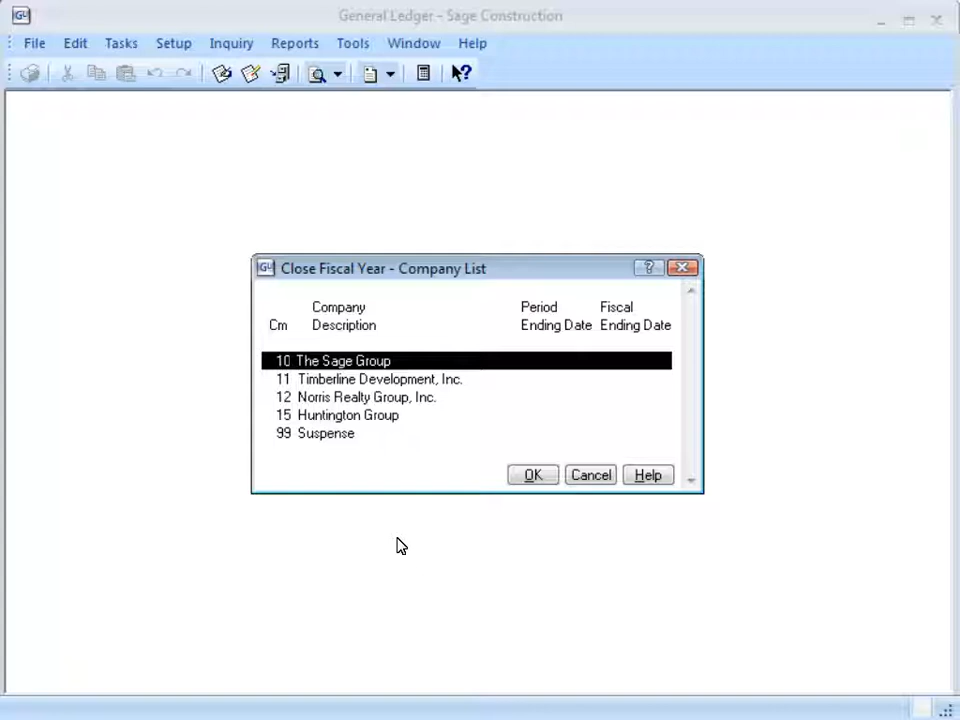 General Ledger - Sage Construction
File Edit Tasks Setup Inquiry Reports Tools Window Help
Close Fiscal Year - Company List
Company Period Fiscal
Cm Description Ending Date Ending Date
10 The Sage Group
11 Timberline Development, Inc.
12 Norris Realty Group, Inc.
15 Huntington Group
99 Suspense
OK Cancel Help